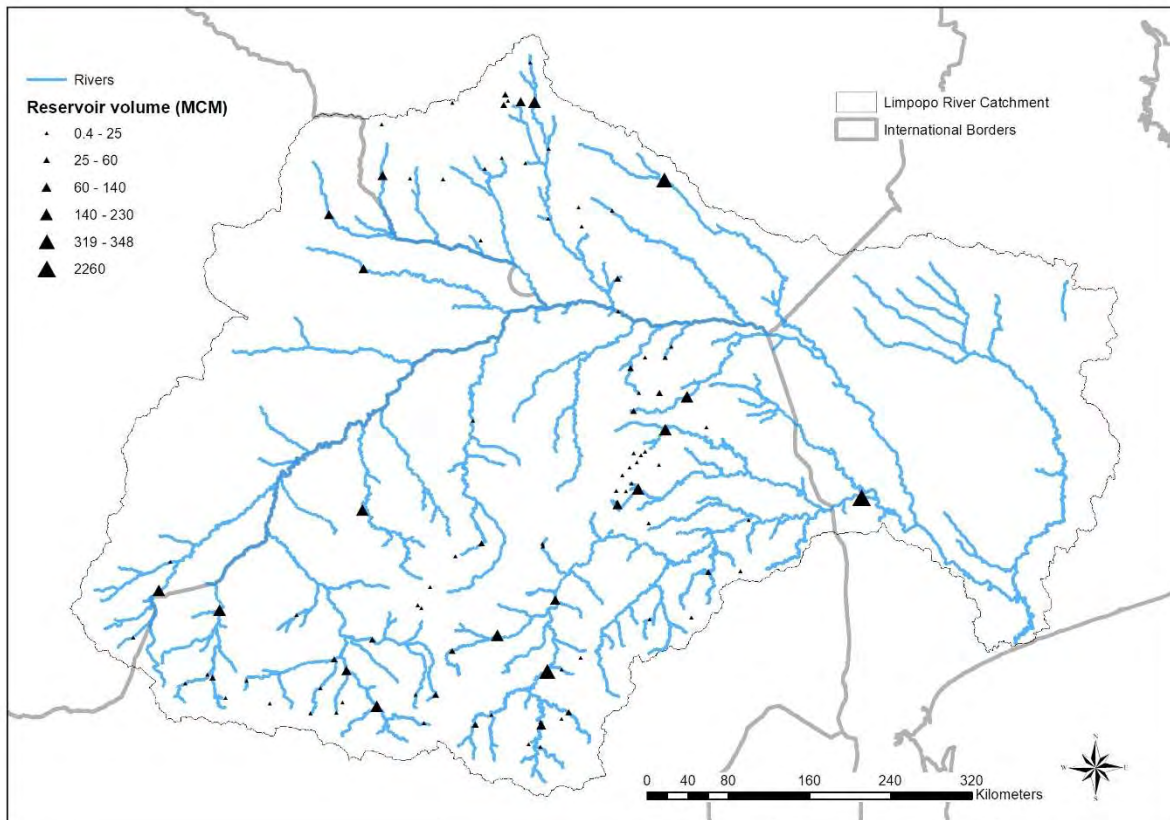 Rivers
Reservoir volume (MCM)
0.4 - 25
25 - 60
60 - 140
140 - 230
319 - 348
2260
Limpopo River Catchment
International Borders
N
W E
S
0 40 80 160 240 320
Kilometers